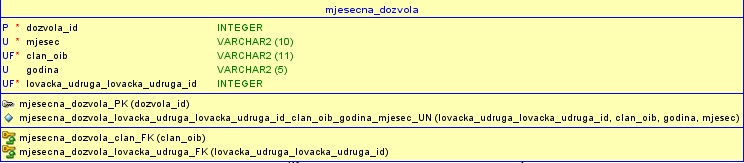 mjesecna_dozvola
P * dozvola_id INTEGER
U * mjesec VARCHAR2 (10)
UF* clan_oib VARCHAR2 (11)
U godina VARCHAR2 (5)
UF* lovacka_udruga_lovacka_udruga_id INTEGER
mjesecna_dozvola_PK (dozvola_id)
mjesecna_dozvola_lovacka_udruga_lovacka_udruga_id_clan_oib_godina_mjesec_UN (lovacka_udruga_lovacka_udruga_id, clan_oib, godina, mjesec)
mjesecna_dozvola_clan_FK (clan_oib)
mjesecna_dozvola_lovacka_udruga_FK (lovacka_udruga_lovacka_udruga_id)